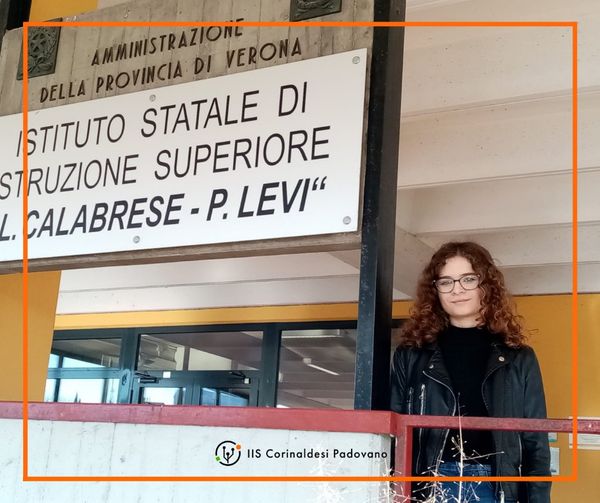 AMMINISTRAZIONE
DELLA PROVINCIA DI VERONA
ISTITUTO STATALE DI
STRUZIONE SUPERIORE
L. CALABRESE - P. LEVI“
IIS Corinaldesi Padovano